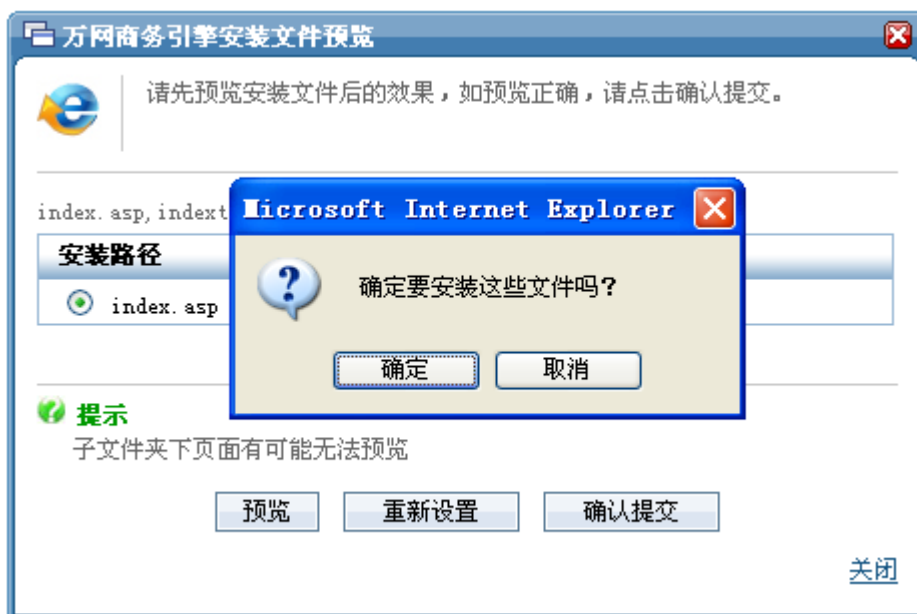 万网商务引擎安装文件预览
请先预览安装文件后的效果，如预览正确，请点击确认提交。
index.asp,indext
Microsoft Internet Explorer
安装路径
确定要安装这些文件吗？
index.asp
确定 取消
提示
子文件夹下页面有可能无法预览
预览 重新设置 确认提交
关闭